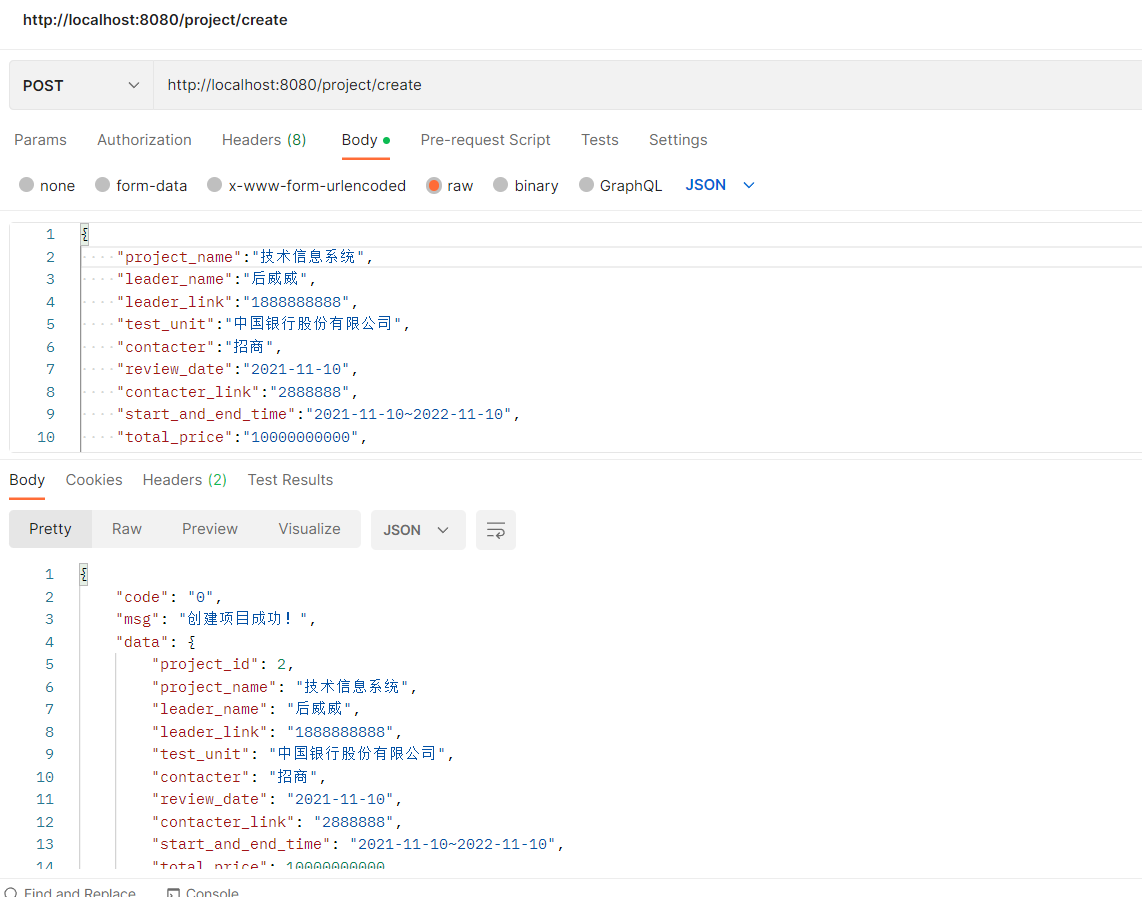 http://localhost:8080/project/create
POST http://localhost:8080/project/create
Params Authorization Headers (8) Body Pre-request Script Tests Settings
none form-data x-www-form-urlencoded raw binary GraphQL JSON
1 {
2 "project_name":"技术信息系统",
3 "leader_name":"后威威",
4 "leader_link":"1888888888",
5 "test_unit":"中国银行股份有限公司",
6 "contacter":"招商",
7 "review_date":"2021-11-10",
8 "contacter_link":"2888888",
9 "start_and_end_time":"2021-11-10~2022-11-10",
10 "total_price":"10000000000",
Body Cookies Headers (2) Test Results
Pretty Raw Preview Visualize JSON
1 {
2 "code": "0",
3 "msg": "创建项目成功！",
4 "data": {
5 "project_id": 2,
6 "project_name": "技术信息系统",
7 "leader_name": "后威威",
8 "leader_link": "1888888888",
9 "test_unit": "中国银行股份有限公司",
10 "contacter": "招商",
11 "review_date": "2021-11-10",
12 "contacter_link": "2888888",
13 "start_and_end_time": "2021-11-10~2022-11-10",
14 "total_price": 10000000000
Find and Replace Console